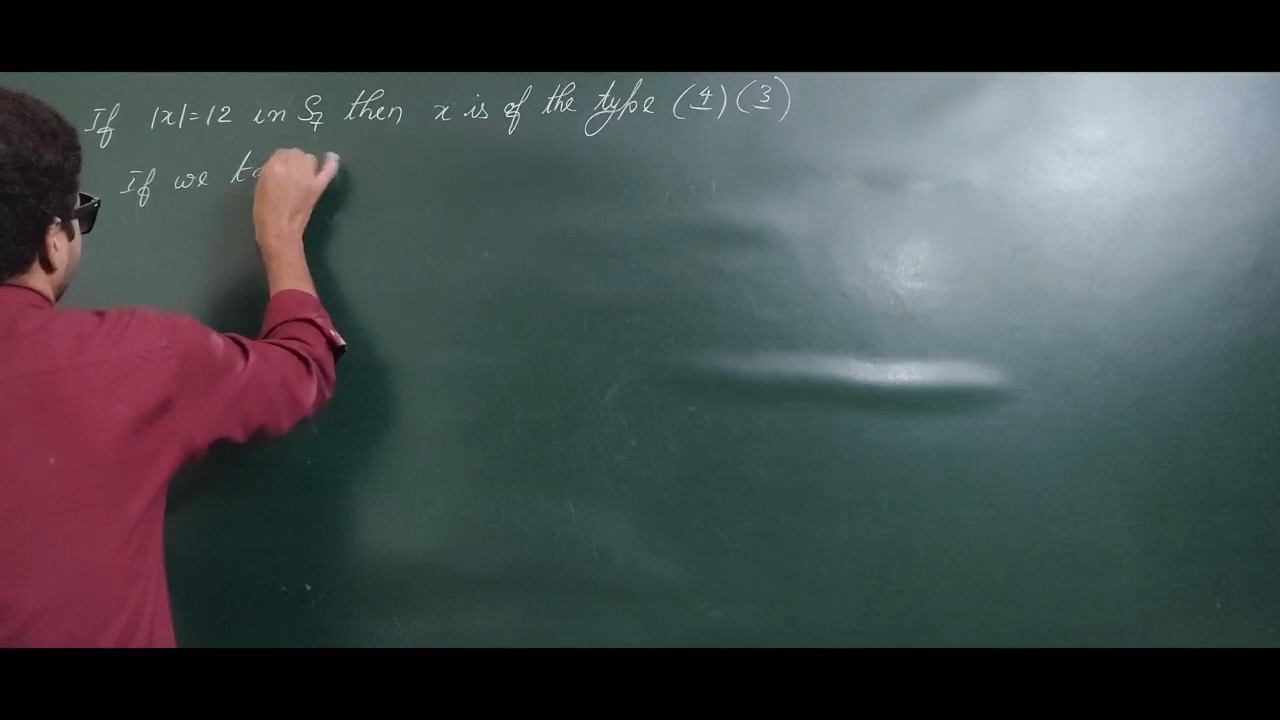 If |x|=12 in S₇ then x is of the type (4)(3)
If we ta